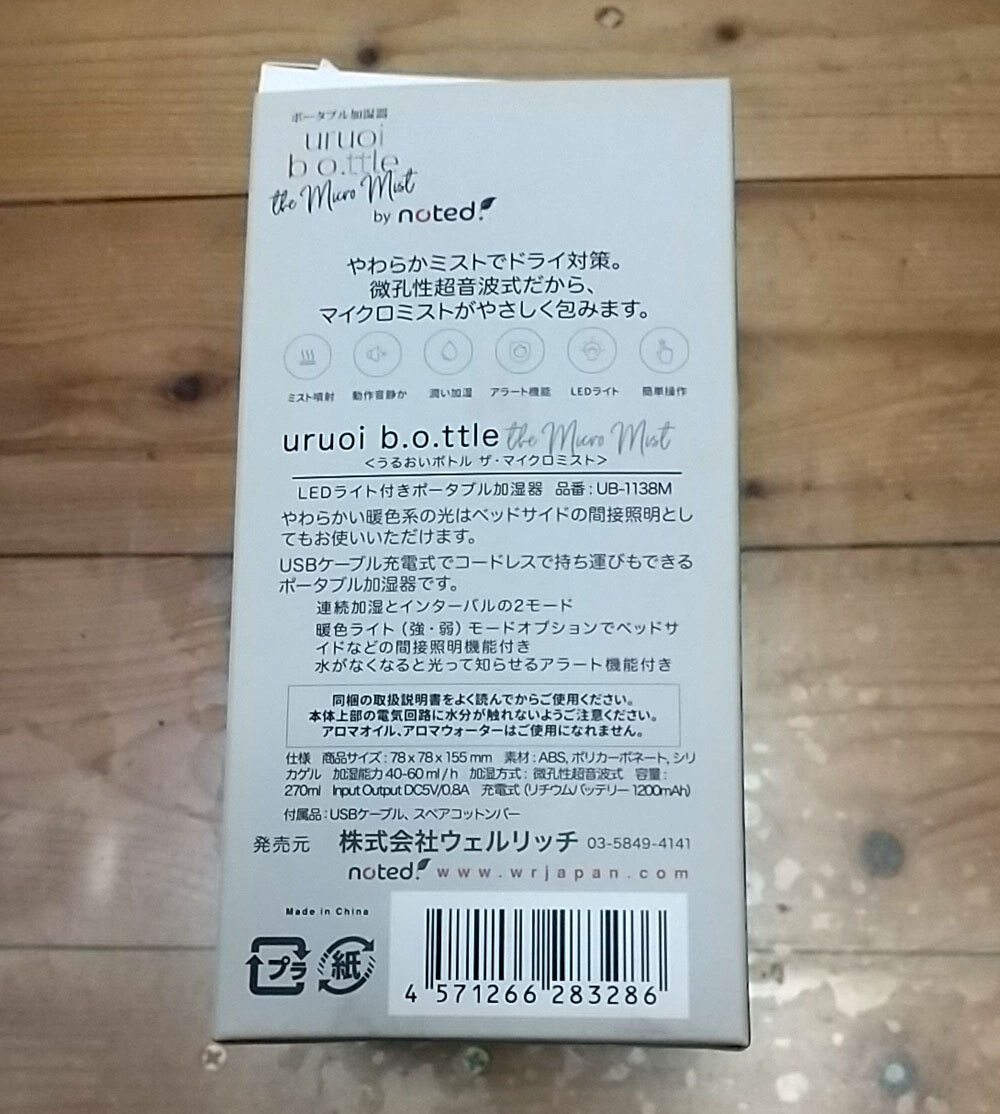 ポータブル加湿器
uruoi
b o.ttle
the Micro Mist
by noted.
やわらかミストでドライ対策。
微孔性超音波式だから、
マイクロミストがやさしく包みます。
ミスト噴射 動作音静か 潤い加湿 アラート機能 LEDライト 簡単操作
uruoi b.o.ttle the Micro Mist
<うるおいボトル ザ・マイクロミスト>
LEDライト付きポータブル加湿器 品番:UB-1138M
やわらかい暖色系の光はベッドサイドの間接照明とし
てもお使いいただけます。
USBケーブル充電式でコードレスで持ち運びもできる
ポータブル加湿器です。
連続加湿とインターバルの2モード
暖色ライト(強・弱)モードオプションでベッドサ
イドなどの間接照明機能付き
水がなくなると光って知らせるアラート機能付き
同梱の取扱説明書をよく読んでからご使用ください。
本体上部の電気回路に水分が触れないようご注意ください。
アロマオイル、アロマウォーターはご使用になれません。
仕様 商品サイズ:78 x 78 x 155 mm 素材:ABS, ポリカーボネート, シリ
カゲル 加湿能力 40-60 ml / h 加湿方式: 微孔性超音波式 容量:
270ml Input Output DC5V/0.8A 充電式 (リチウムバッテリー 1200mAh)
付属品:USBケーブル、スペアコットンバー
発売元 株式会社ウェルリッチ 03-5849-4141
noted. www.wrjapan.com
Made in China
プラ 紙
4 571266 283286